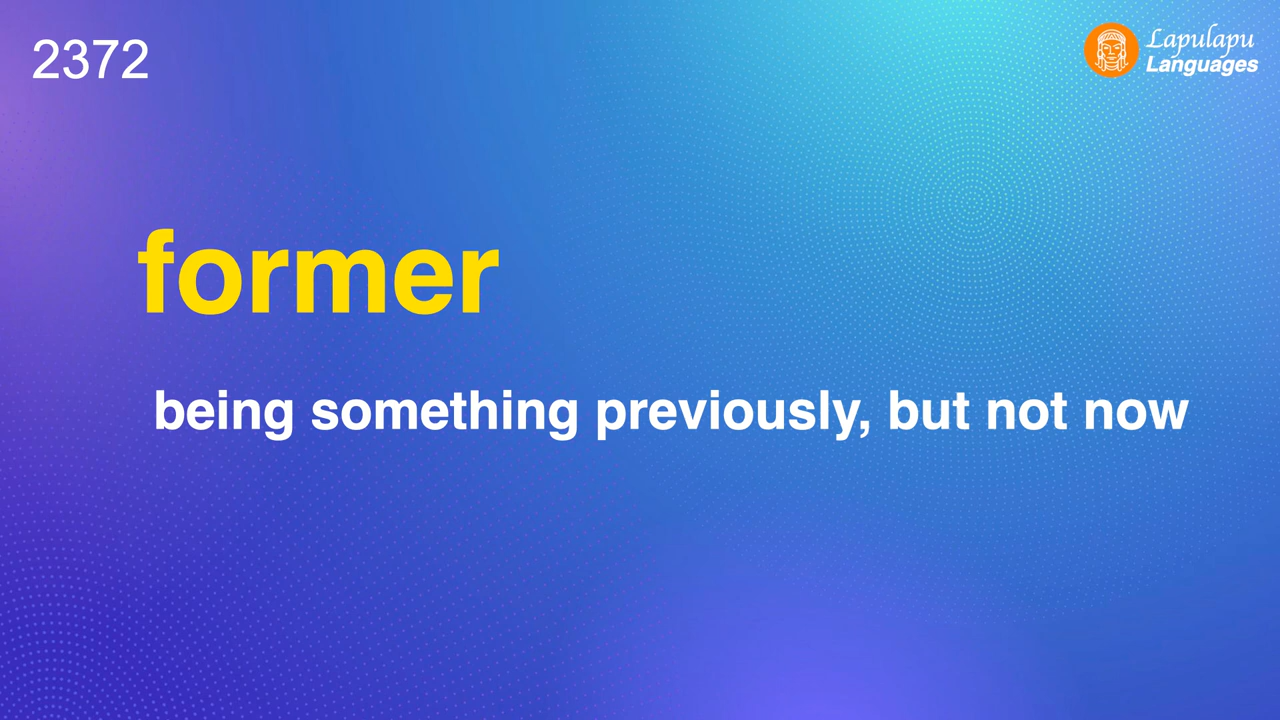 2372
Lapulapu
Languages
former
being something previously, but not now